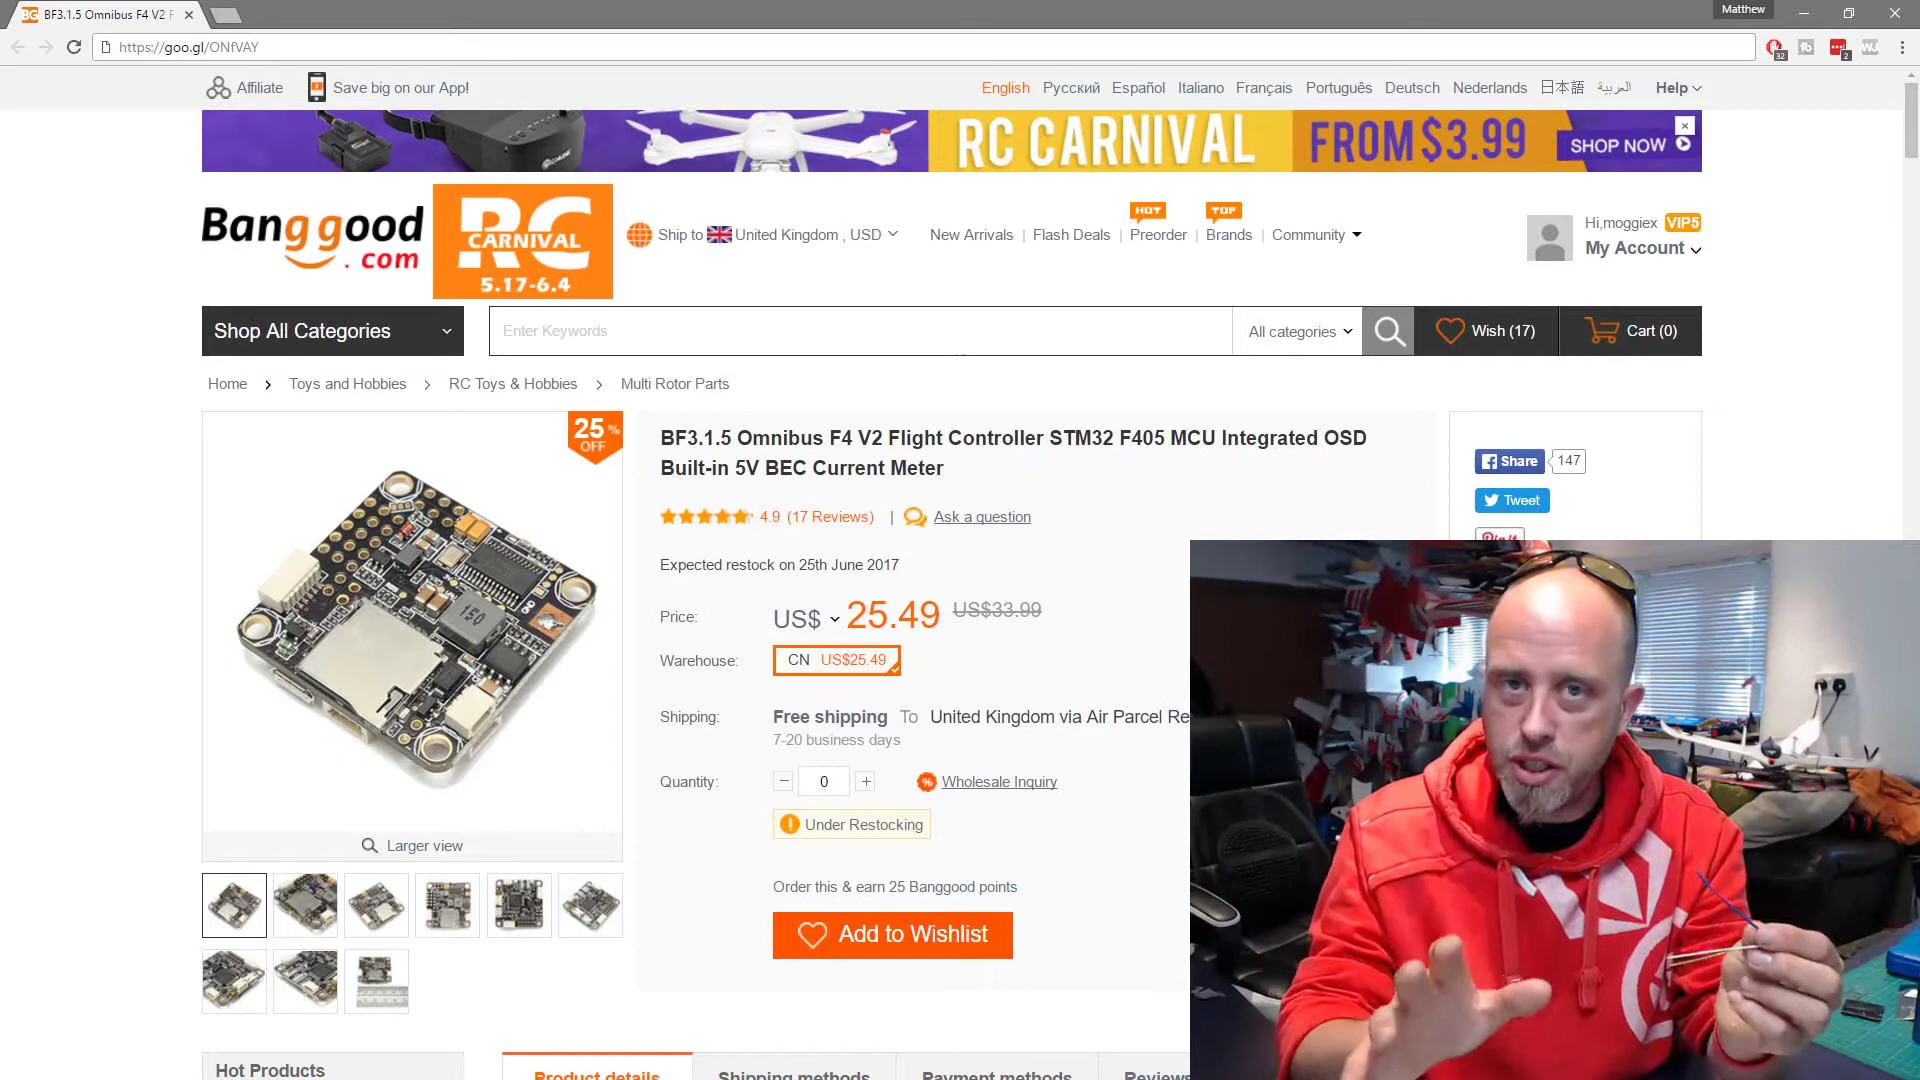 BF3.1.5 Omnibus F4 V2 F
Matthew
https://goo.gl/ONfVAY
32
2
Affiliate
Save big on our App!
English Русский Español Italiano Français Português Deutsch Nederlands 日本語 العربية Help
RC CARNIVAL FROM $3.99 SHOP NOW
Banggood.com
RC CARNIVAL 5.17-6.4
Ship to United Kingdom , USD
HOT
TOP
New Arrivals | Flash Deals | Preorder | Brands | Community
Hi,moggiex VIP5
My Account
Shop All Categories
Enter Keywords
All categories
Wish (17)
Cart (0)
Home > Toys and Hobbies > RC Toys & Hobbies > Multi Rotor Parts
25% OFF
BF3.1.5 Omnibus F4 V2 Flight Controller STM32 F405 MCU Integrated OSD
Built-in 5V BEC Current Meter
4.9 (17 Reviews) | Ask a question
Share 147
Tweet
Pin it
Expected restock on 25th June 2017
Price: US$ 25.49 US$33.99
Warehouse: CN US$25.49
Shipping: Free shipping To United Kingdom via Air Parcel Re
7-20 business days
Quantity: − 0 + Wholesale Inquiry
Under Restocking
150
GND
Larger view
Order this & earn 25 Banggood points
Add to Wishlist
Hot Products
Product details
Shipping methods
Payment methods
Reviews